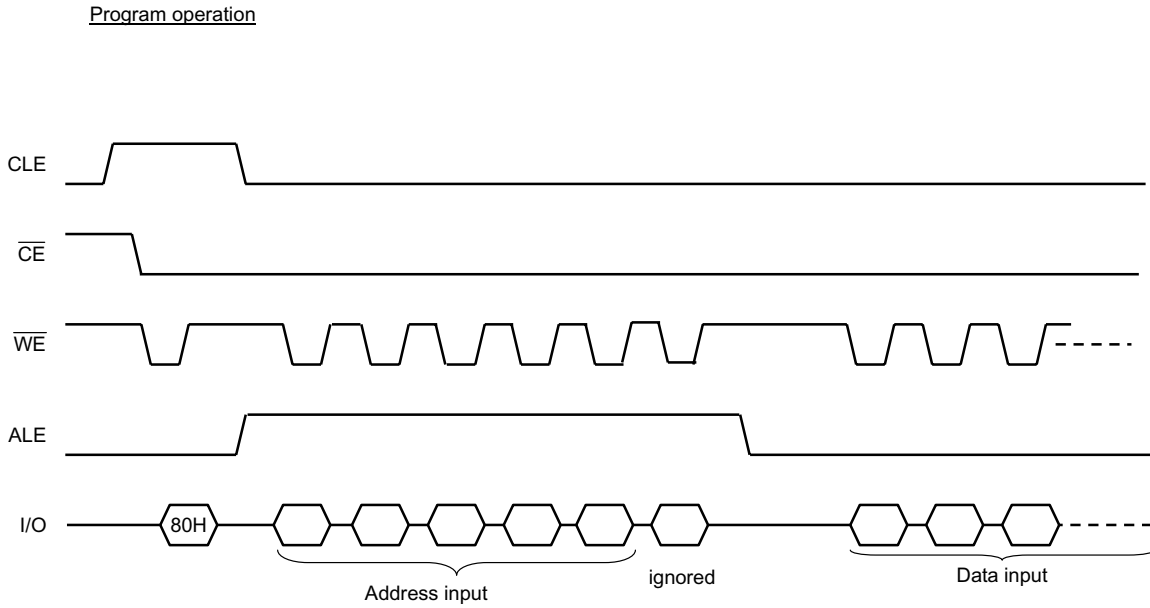 Program operation
CLE
CE
WE
ALE
I/O
80H
Address input
ignored
Data input